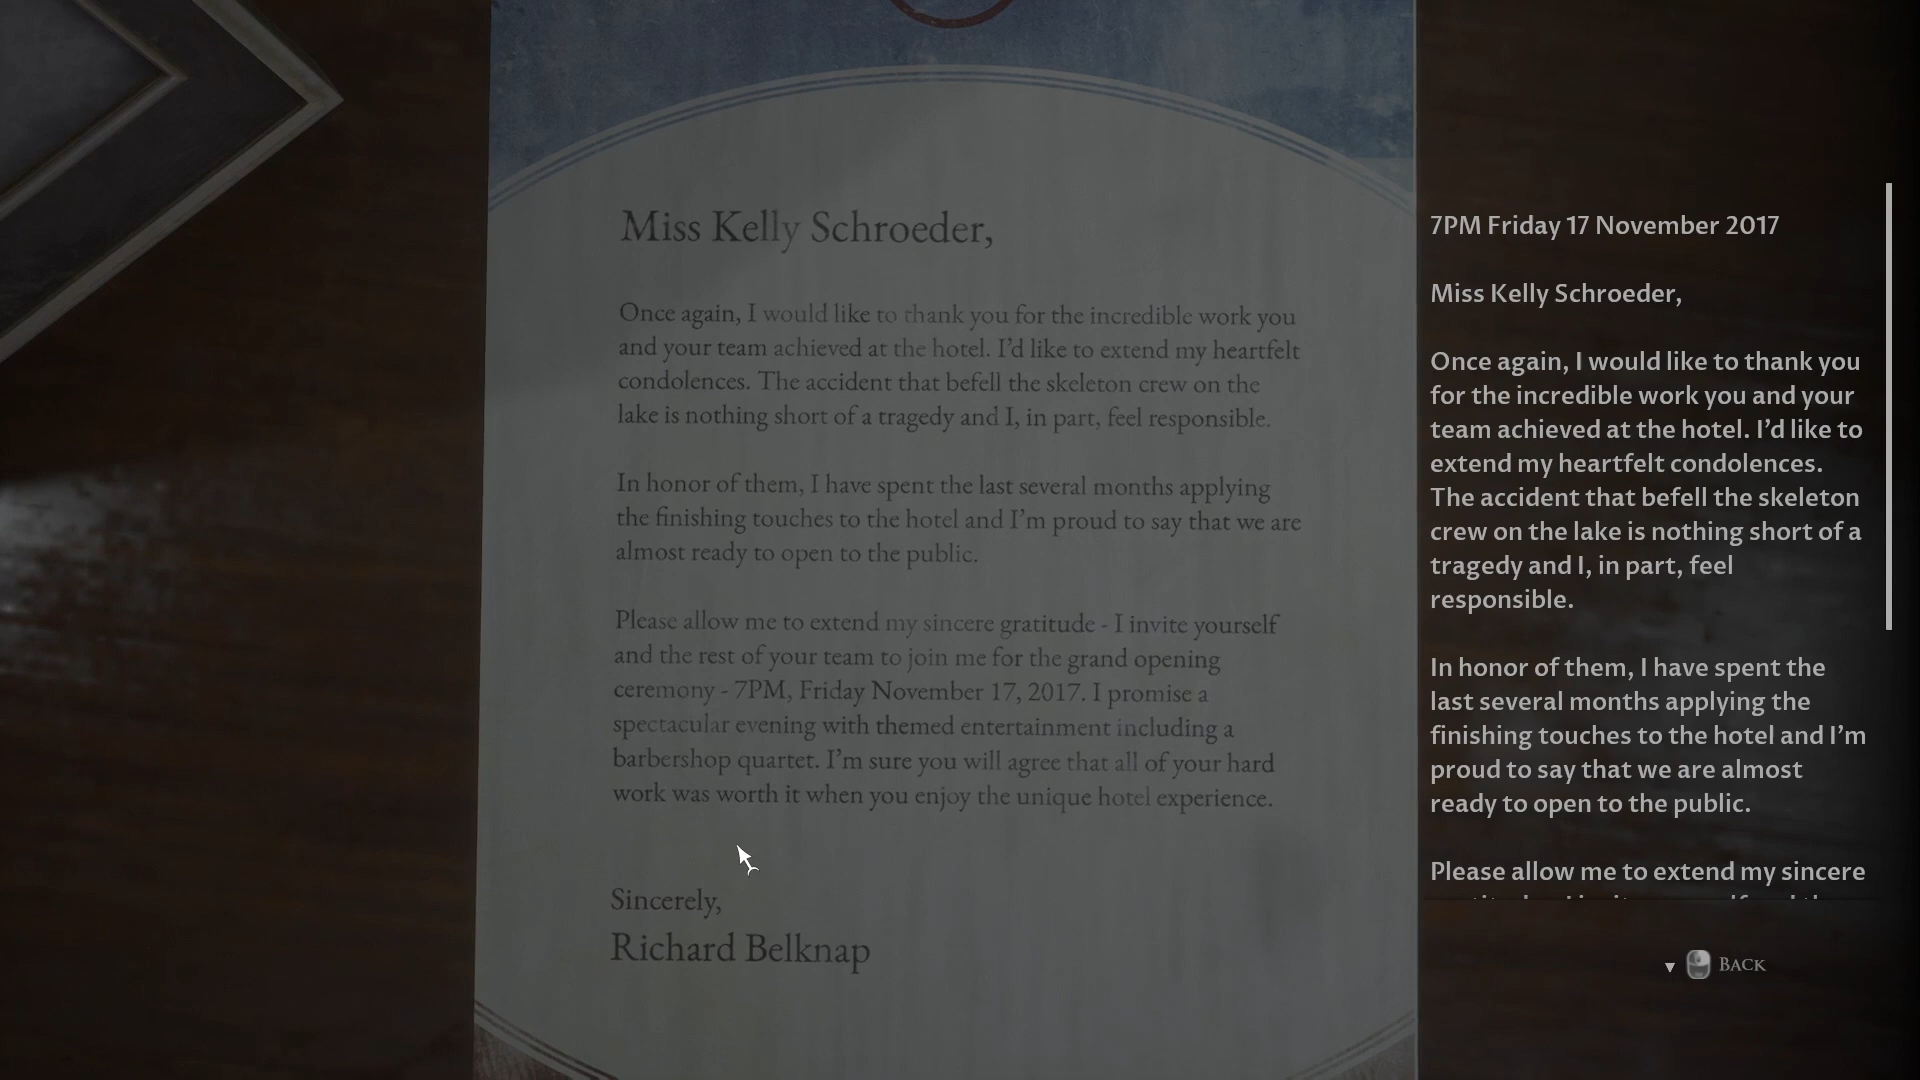 Miss Kelly Schroeder,
Once again, I would like to thank you for the incredible work you
and your team achieved at the hotel. I'd like to extend my heartfelt
condolences. The accident that befell the skeleton crew on the
lake is nothing short of a tragedy and I, in part, feel responsible.
In honor of them, I have spent the last several months applying
the finishing touches to the hotel and I'm proud to say that we are
almost ready to open to the public.
Please allow me to extend my sincere gratitude - I invite yourself
and the rest of your team to join me for the grand opening
ceremony - 7PM, Friday November 17, 2017. I promise a
spectacular evening with themed entertainment including a
barbershop quartet. I'm sure you will agree that all of your hard
work was worth it when you enjoy the unique hotel experience.
Sincerely,
Richard Belknap
7PM Friday 17 November 2017
Miss Kelly Schroeder,
Once again, I would like to thank you
for the incredible work you and your
team achieved at the hotel. I'd like to
extend my heartfelt condolences.
The accident that befell the skeleton
crew on the lake is nothing short of a
tragedy and I, in part, feel
responsible.
In honor of them, I have spent the
last several months applying the
finishing touches to the hotel and I'm
proud to say that we are almost
ready to open to the public.
Please allow me to extend my sincere
BACK